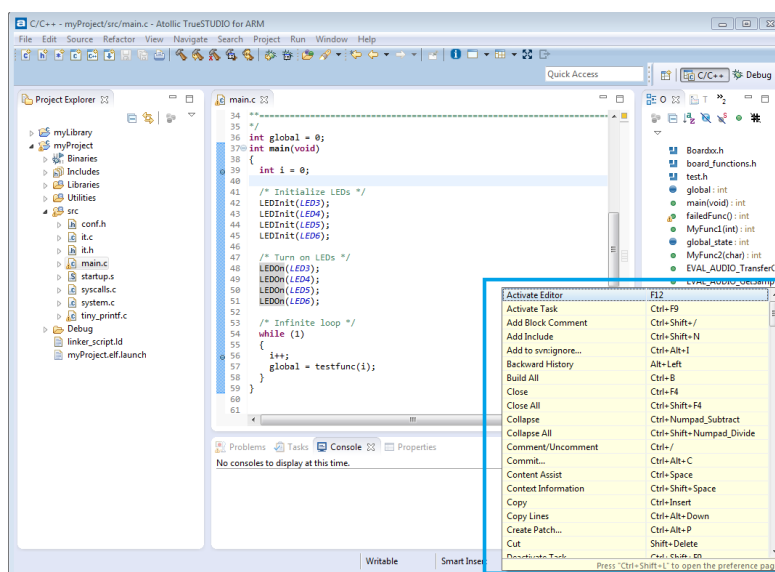 C/C++ - myProject/src/main.c - Atollic TrueSTUDIO for ARM
File Edit Source Refactor View Navigate Search Project Run Window Help
Quick Access
C/C++ Debug
Project Explorer
myLibrary
myProject
Binaries
Includes
Libraries
Utilities
src
conf.h
it.c
it.h
main.c
startup.s
syscalls.c
system.c
tiny_printf.c
Debug
linker_script.ld
myProject.elf.launch
main.c
34 **
35 */
36 int global = 0;
37 int main(void)
38 {
39 int i = 0;
40
41 /* Initialize LEDs */
42 LEDInit(LED3);
43 LEDInit(LED4);
44 LEDInit(LED5);
45 LEDInit(LED6);
46
47 /* Turn on LEDs */
48 LEDOn(LED3);
49 LEDOn(LED4);
50 LEDOn(LED5);
51 LEDOn(LED6);
52
53 /* Infinite loop */
54 while (1)
55 {
56 i++;
57 global = testfunc(i);
58 }
59 }
60
61
O T
Boardxx.h
board_functions.h
test.h
global : int
main(void) : int
failedFunc() : int
MyFunc1(int) : int
global_state : int
MyFunc2(char) : int
EVAL_AUDIO_TransferC
EVAL_AUDIO_GetSamp
Problems Tasks Console Properties
No consoles to display at this time.
Activate Editor F12
Activate Task Ctrl+F9
Add Block Comment Ctrl+Shift+/
Add Include Ctrl+Shift+N
Add to svn:ignore... Ctrl+Alt+I
Backward History Alt+Left
Build All Ctrl+B
Close Ctrl+F4
Close All Ctrl+Shift+F4
Collapse Ctrl+Numpad_Subtract
Collapse All Ctrl+Shift+Numpad_Divide
Comment/Uncomment Ctrl+/
Commit... Ctrl+Alt+C
Content Assist Ctrl+Space
Context Information Ctrl+Shift+Space
Copy Ctrl+Insert
Copy Lines Ctrl+Alt+Down
Create Patch... Ctrl+Alt+P
Cut Shift+Delete
Deactivate Task Ctrl+Shift+F9
Press "Ctrl+Shift+L" to open the preference pag
Writable Smart Insert